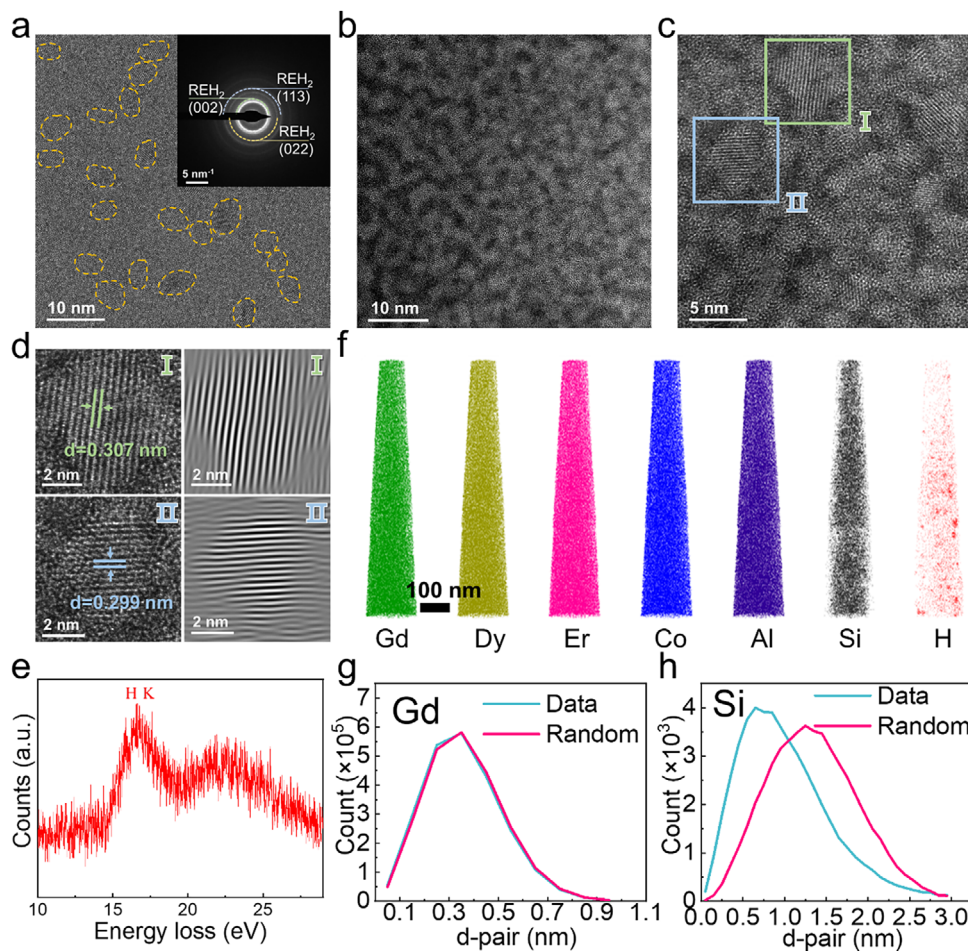 a
REH2
(002)
REH2
(113)
REH2
(022)
5 nm-1
10 nm
b
10 nm
c
I
II
5 nm
d
I
d=0.307 nm
2 nm
I
2 nm
II
d=0.299 nm
2 nm
II
2 nm
f
100 nm
Gd Dy Er Co Al Si H
e
H K
Counts (a.u.)
10 15 20 25
Energy loss (eV)
g
Gd
Data
Random
Count (×10^5)
7
6
5
4
3
2
1
0
0.1 0.3 0.5 0.7 0.9 1.1
d-pair (nm)
h
Si
Data
Random
Count (×10^3)
4
3
2
1
0
0.0 0.5 1.0 1.5 2.0 2.5 3.0
d-pair (nm)